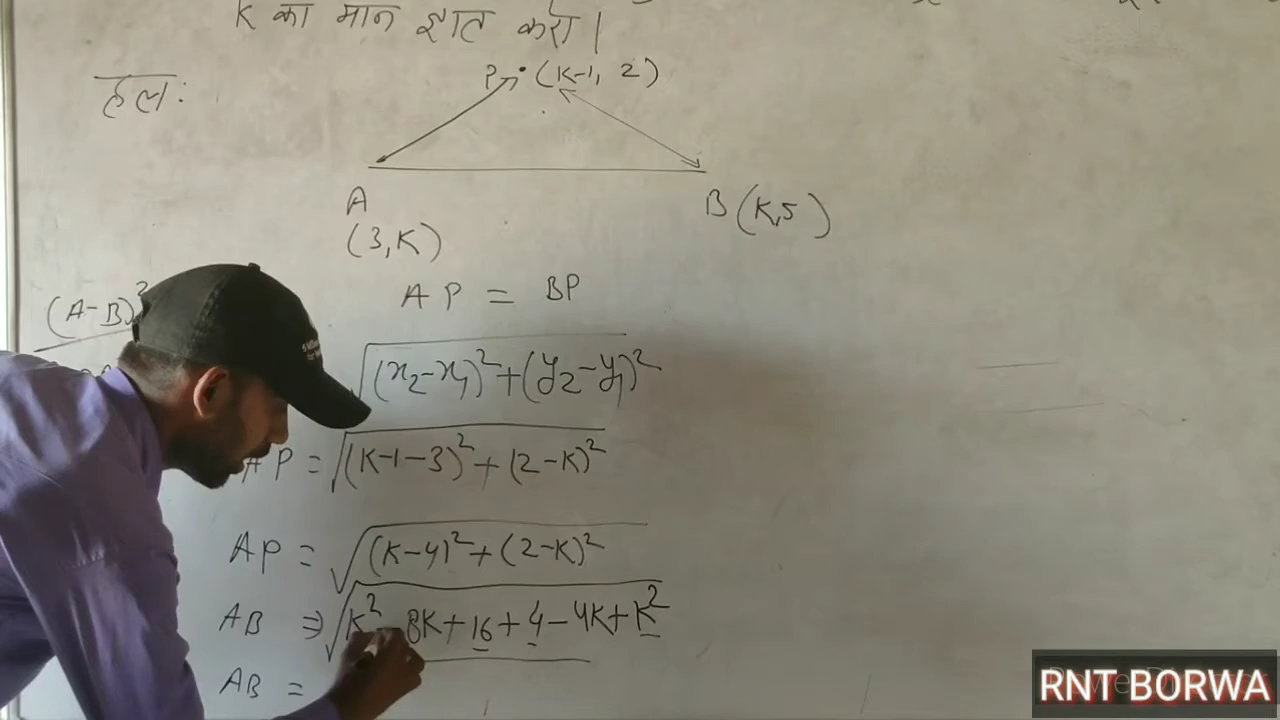 K का मान ज्ञात करो।
हल:
P (K-1, 2)
A
B (K,5)
(3,K)
AP = BP
(A-B)²
√(x₂-x₁)²+(y₂-y₁)²
AP = √(K-1-3)²+(2-K)²
AP = √(K-4)²+(2-K)²
AB ⇒ √K²-8K+16+4-4K+K²
AB =
RNT BORWA